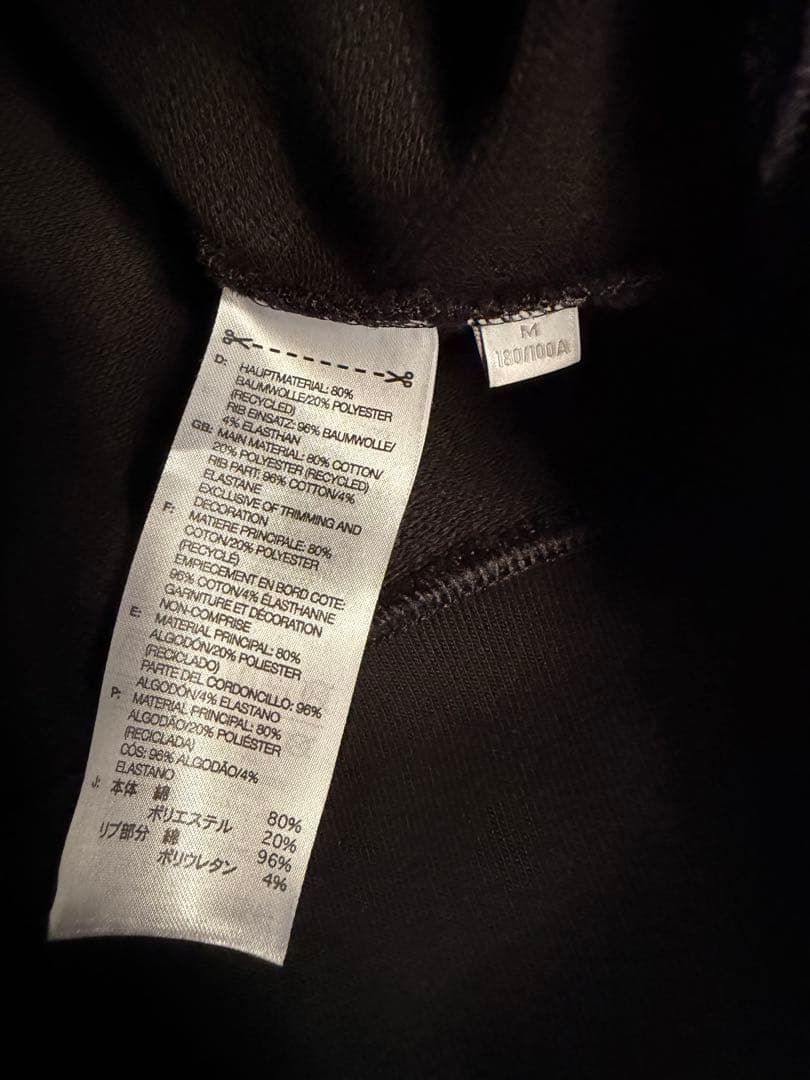 D: HAUPTMATERIAL: 80%
BAUMWOLLE/20% POLYESTER
(RECYCLED)
RIB EINSATZ: 96% BAUMWOLLE/
4% ELASTHAN
GB: MAIN MATERIAL: 80% COTTON/
20% POLYESTER (RECYCLED)
RIB PART: 96% COTTON/4%
ELASTANE
EXCLUSIVE OF TRIMMING AND
DECORATION
F: MATIERE PRINCIPALE: 80%
COTON/20% POLYESTER
(RECYCLÉ)
EMPIECEMENT EN BORD COTE:
96% COTON/4% ÉLASTHANNE
GARNITURE ET DÉCORATION
NON-COMPRISE
E: MATERIAL PRINCIPAL: 80%
ALGODÓN/20% POLIESTER
(RECICLADO)
PARTE DEL CORDONCILLO: 96%
ALGODÓN/4% ELASTANO
P: MATERIAL PRINCIPAL: 80%
ALGODÃO/20% POLIÉSTER
(RECICLADA)
CÓS: 96% ALGODÃO/4%
ELASTANO
J: 本体 綿 80%
ポリエステル 20%
リブ部分 綿 96%
ポリウレタン 4%
M
180/100A